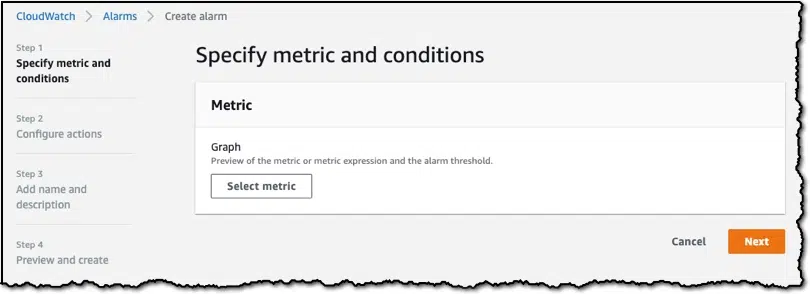 CloudWatch > Alarms > Create alarm
Step 1
Specify metric and
conditions
Step 2
Configure actions
Step 3
Add name and
description
Step 4
Preview and create
Specify metric and conditions
Metric
Graph
Preview of the metric or metric expression and the alarm threshold.
Select metric
Cancel Next